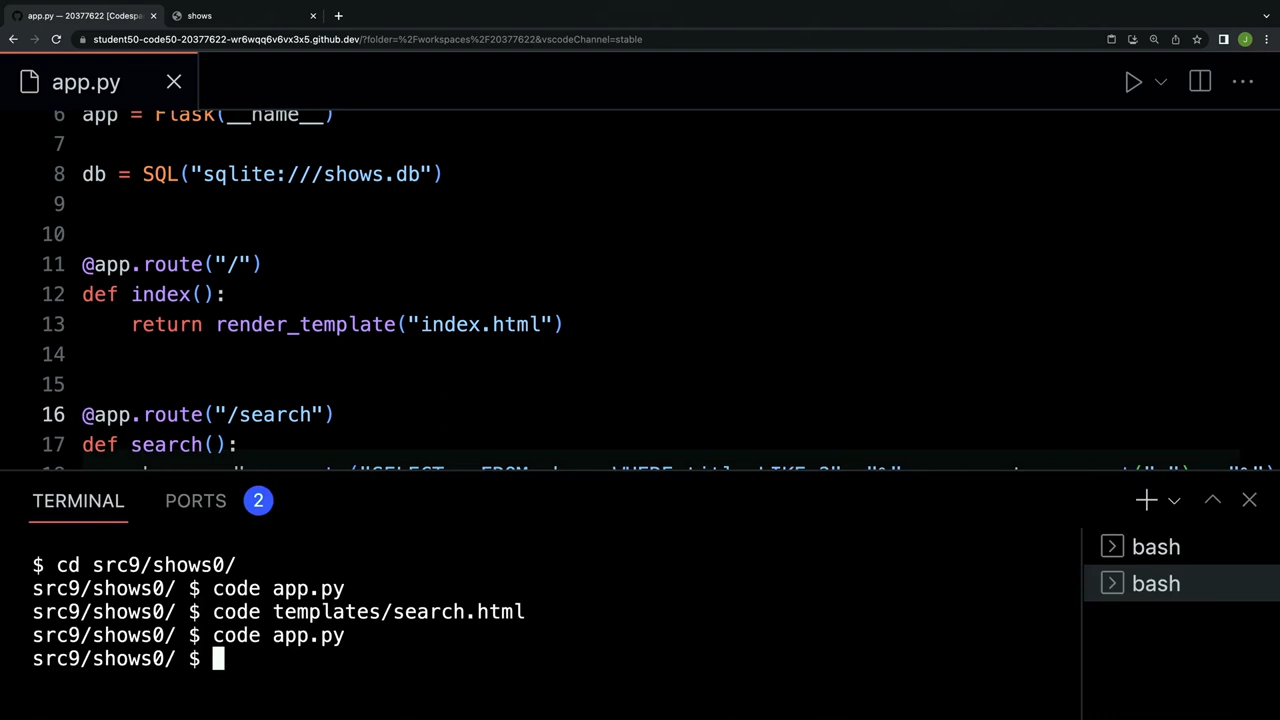 app.py — 20377622 [Codespa
shows
student50-code50-20377622-wr6wqq6v6vx3x5.github.dev/?folder=%2Fworkspaces%2F20377622&vscodeChannel=stable
J
app.py
6 app = Flask(__name__)
7
8 db = SQL("sqlite:///shows.db")
9
10
11 @app.route("/")
12 def index():
13 return render_template("index.html")
14
15
16 @app.route("/search")
17 def search():
TERMINAL
PORTS 2
$ cd src9/shows0/
src9/shows0/ $ code app.py
src9/shows0/ $ code templates/search.html
src9/shows0/ $ code app.py
src9/shows0/ $
bash
bash